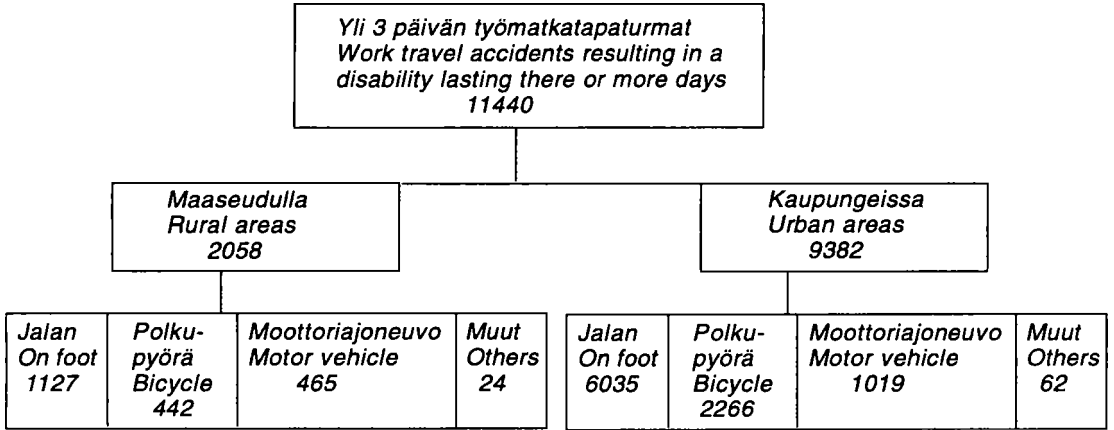 Yli 3 päivän työmatkatapaturmat
Work travel accidents resulting in a
disability lasting there or more days
11440
Maaseudulla
Rural areas
2058
Kaupungeissa
Urban areas
9382
Jalan
On foot
1127
Polku-
pyörä
Bicycle
442
Moottoriajoneuvo
Motor vehicle
465
Muut
Others
24
Jalan
On foot
6035
Polku-
pyörä
Bicycle
2266
Moottoriajoneuvo
Motor vehicle
1019
Muut
Others
62